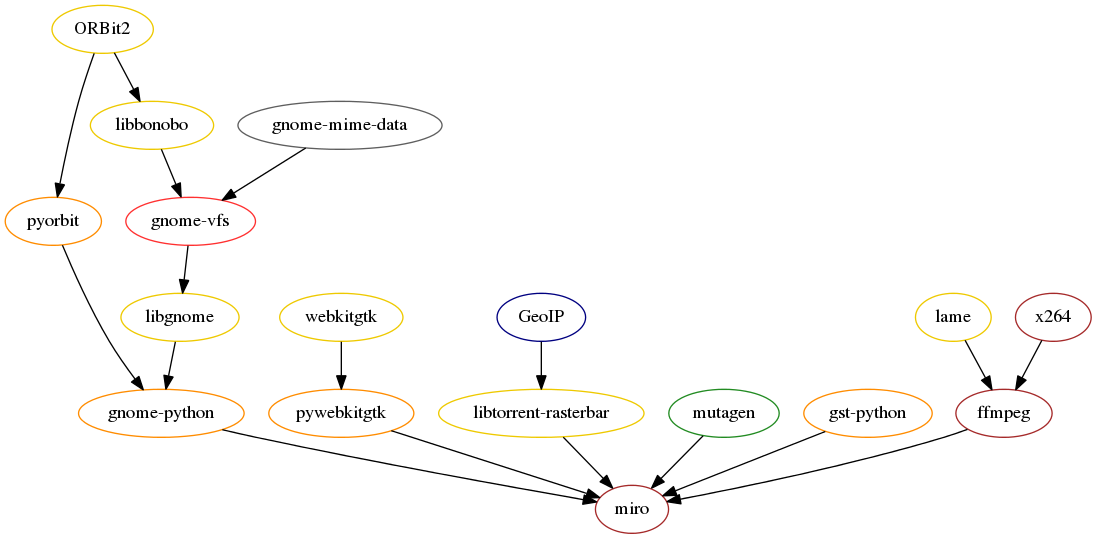 ORBit2
libbonobo
gnome-mime-data
pyorbit
gnome-vfs
libgnome
webkitgtk
GeoIP
lame
x264
gnome-python
pywebkitgtk
libtorrent-rasterbar
mutagen
gst-python
ffmpeg
miro